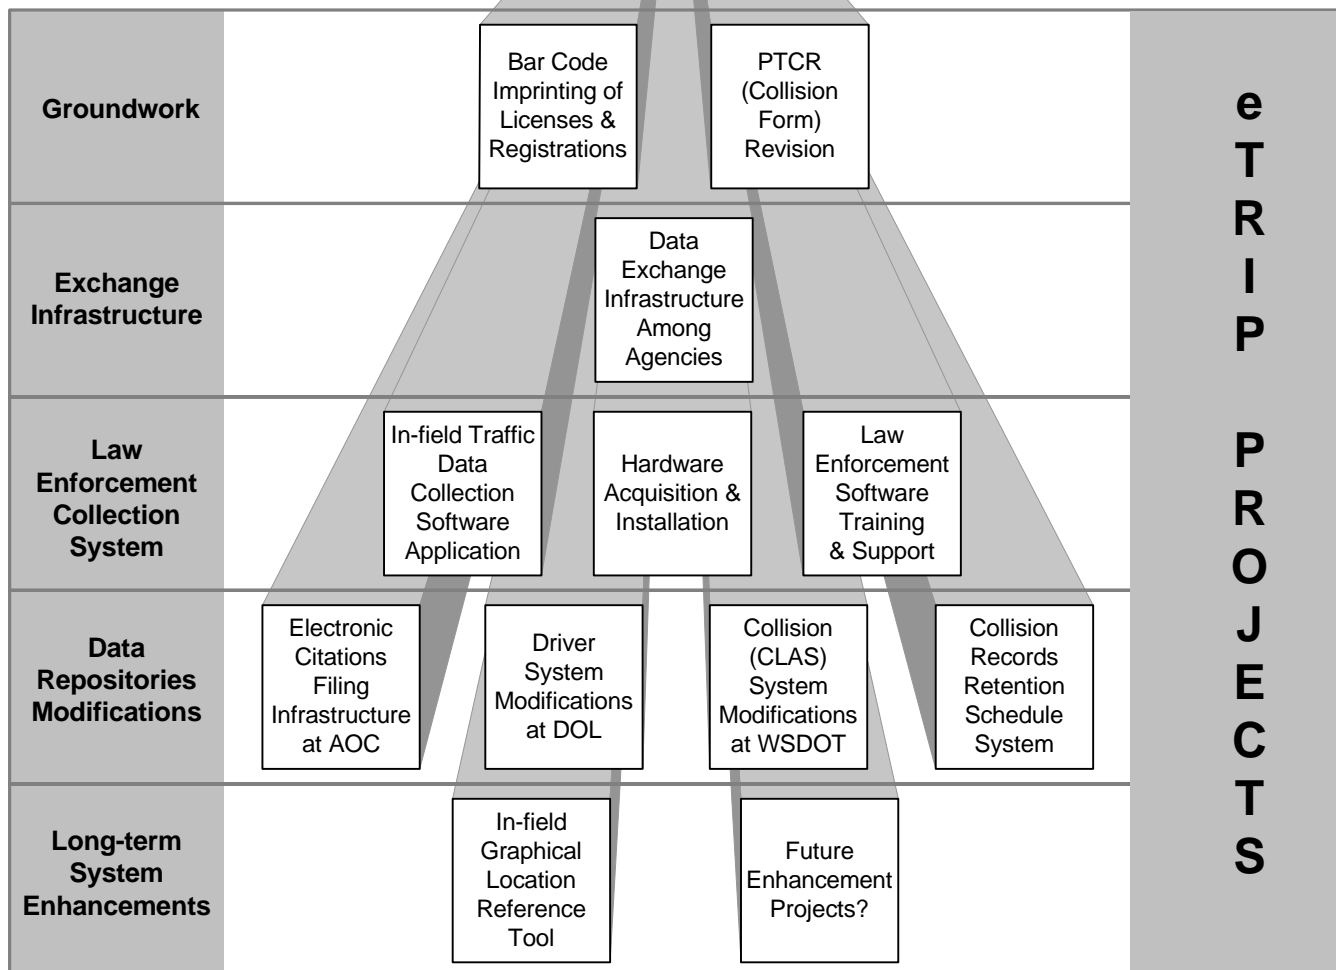 Groundwork
Bar Code
Imprinting of
Licenses &
Registrations
PTCR
(Collision
Form)
Revision
Exchange
Infrastructure
Data
Exchange
Infrastructure
Among
Agencies
Law
Enforcement
Collection
System
In-field Traffic
Data
Collection
Software
Application
Hardware
Acquisition &
Installation
Law
Enforcement
Software
Training
& Support
Data
Repositories
Modifications
Electronic
Citations
Filing
Infrastructure
at AOC
Driver
System
Modifications
at DOL
Collision
(CLAS)
System
Modifications
at WSDOT
Collision
Records
Retention
Schedule
System
Long-term
System
Enhancements
In-field
Graphical
Location
Reference
Tool
Future
Enhancement
Projects?
eTRIP PROJECTS